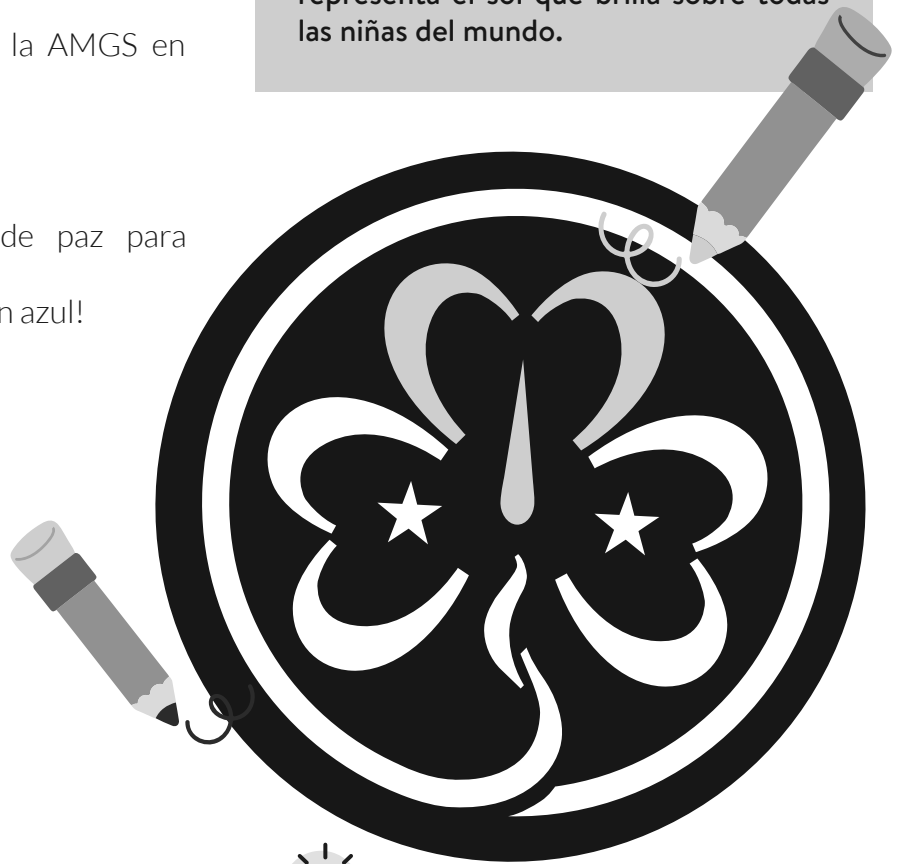 representa el sol que brilla sobre todas
las niñas del mundo.
la AMGS en
de paz para
n azul!